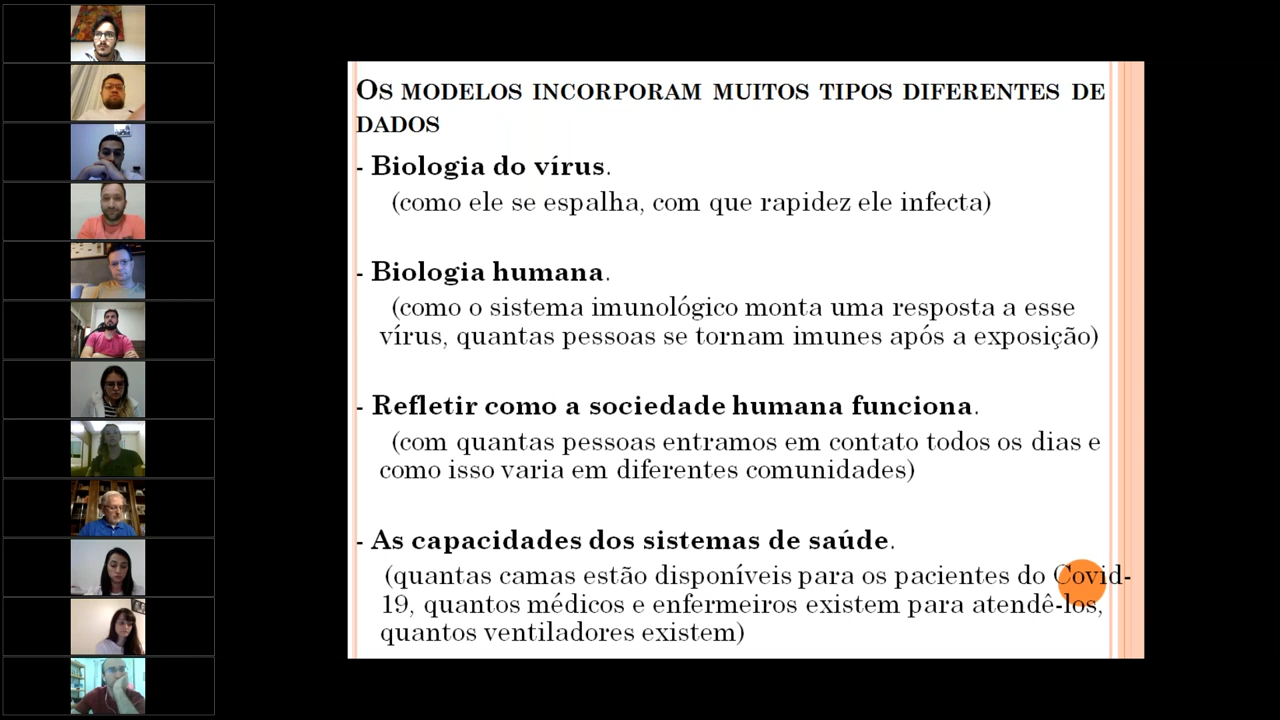 OS MODELOS INCORPORAM MUITOS TIPOS DIFERENTES DE
DADOS
- Biologia do vírus.
(como ele se espalha, com que rapidez ele infecta)
- Biologia humana.
(como o sistema imunológico monta uma resposta a esse
vírus, quantas pessoas se tornam imunes após a exposição)
- Refletir como a sociedade humana funciona.
(com quantas pessoas entramos em contato todos os dias e
como isso varia em diferentes comunidades)
- As capacidades dos sistemas de saúde.
(quantas camas estão disponíveis para os pacientes do Covid-
19, quantos médicos e enfermeiros existem para atendê-los,
quantos ventiladores existem)